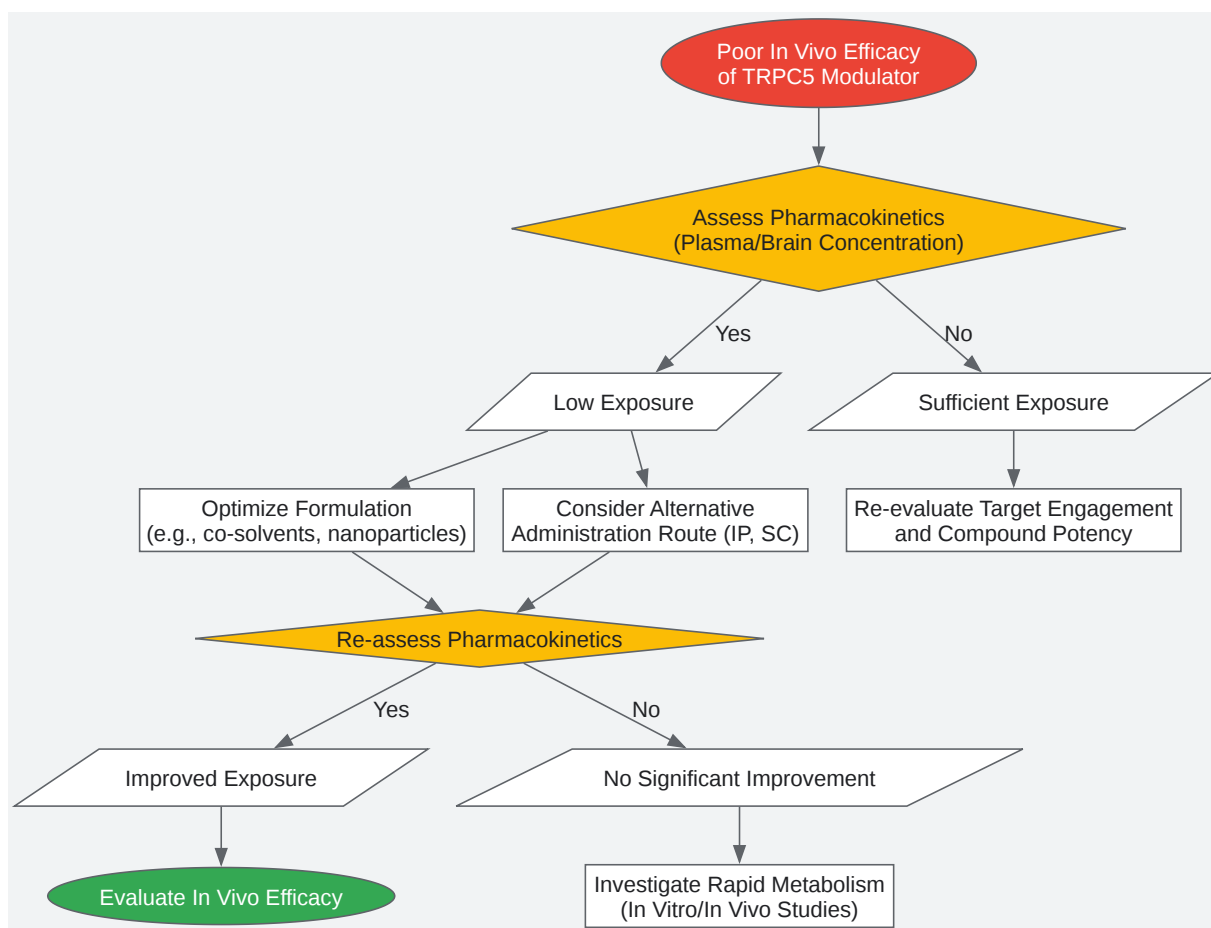 Poor In Vivo Efficacy
of TRPC5 Modulator
Assess Pharmacokinetics
(Plasma/Brain Concentration)
Yes
No
Low Exposure
Sufficient Exposure
Optimize Formulation
(e.g., co-solvents, nanoparticles)
Consider Alternative
Administration Route (IP, SC)
Re-evaluate Target Engagement
and Compound Potency
Re-assess Pharmacokinetics
Yes
No
Improved Exposure
No Significant Improvement
Evaluate In Vivo Efficacy
Investigate Rapid Metabolism
(In Vitro/In Vivo Studies)